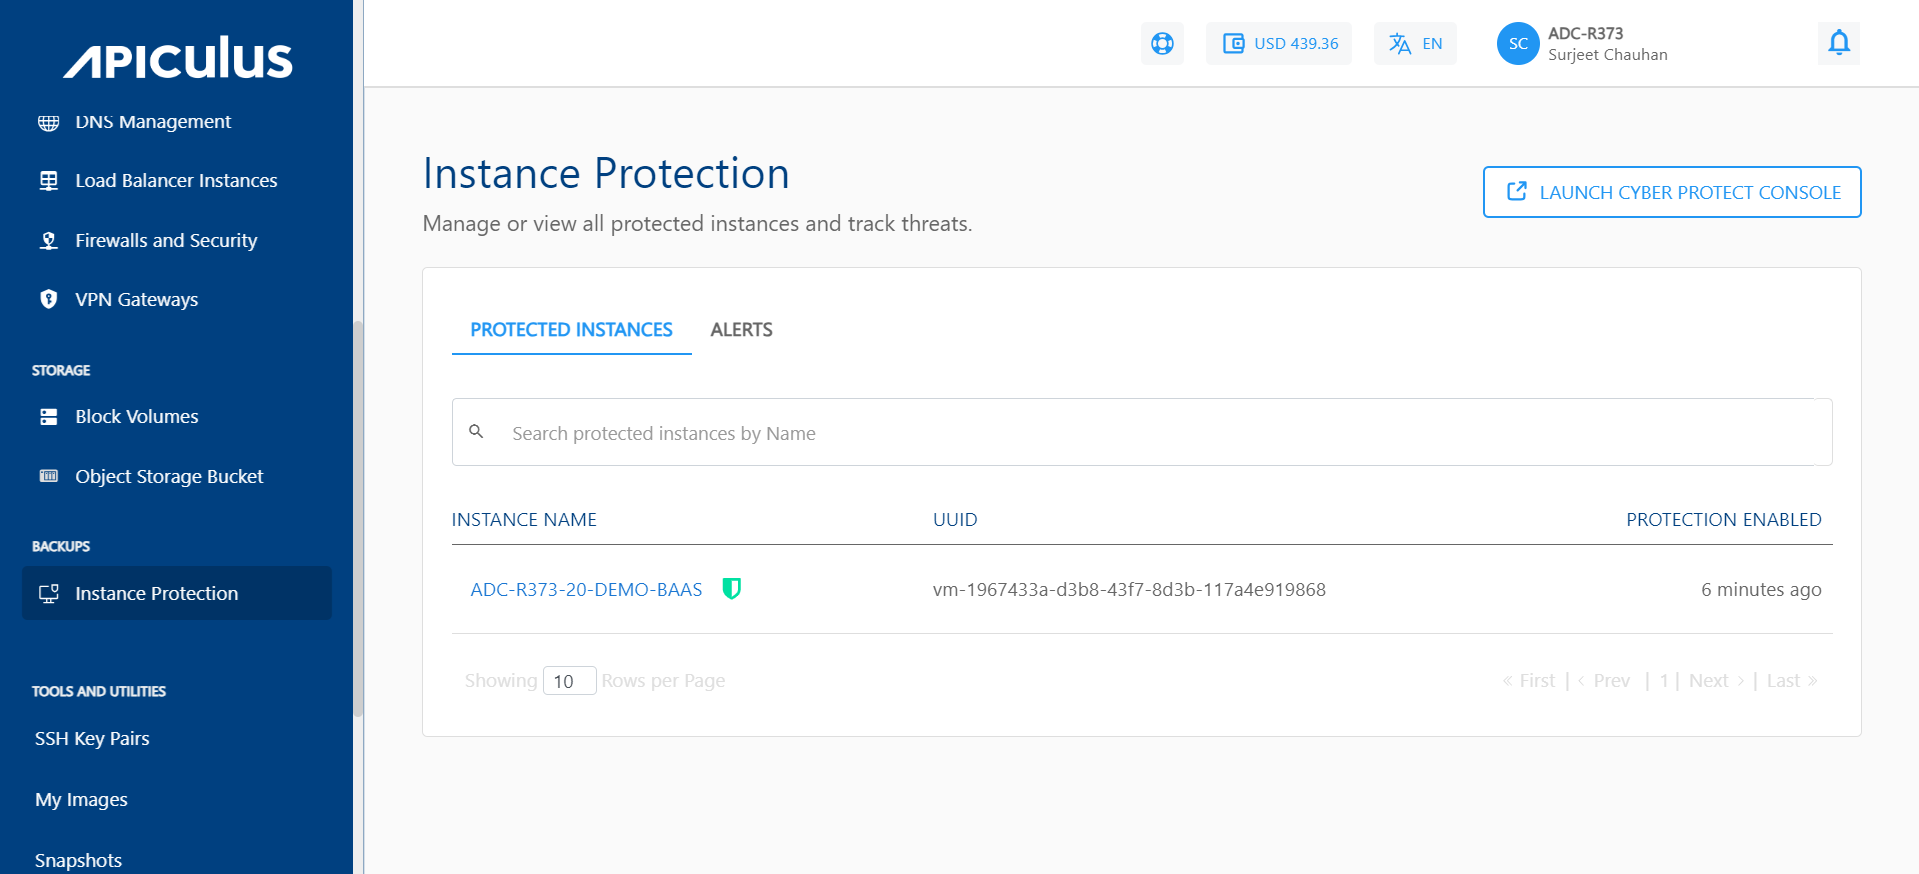 APICULUS
DNS Management
Load Balancer Instances
Firewalls and Security
VPN Gateways
STORAGE
Block Volumes
Object Storage Bucket
BACKUPS
Instance Protection
TOOLS AND UTILITIES
SSH Key Pairs
My Images
Snapshots
USD 439.36
EN
SC
ADC-R373
Surjeet Chauhan
Instance Protection
Manage or view all protected instances and track threats.
LAUNCH CYBER PROTECT CONSOLE
PROTECTED INSTANCES ALERTS
Search protected instances by Name
INSTANCE NAME UUID PROTECTION ENABLED
ADC-R373-20-DEMO-BAAS vm-1967433a-d3b8-43f7-8d3b-117a4e919868 6 minutes ago
Showing 10 Rows per Page « First | ‹ Prev | 1 | Next › | Last »